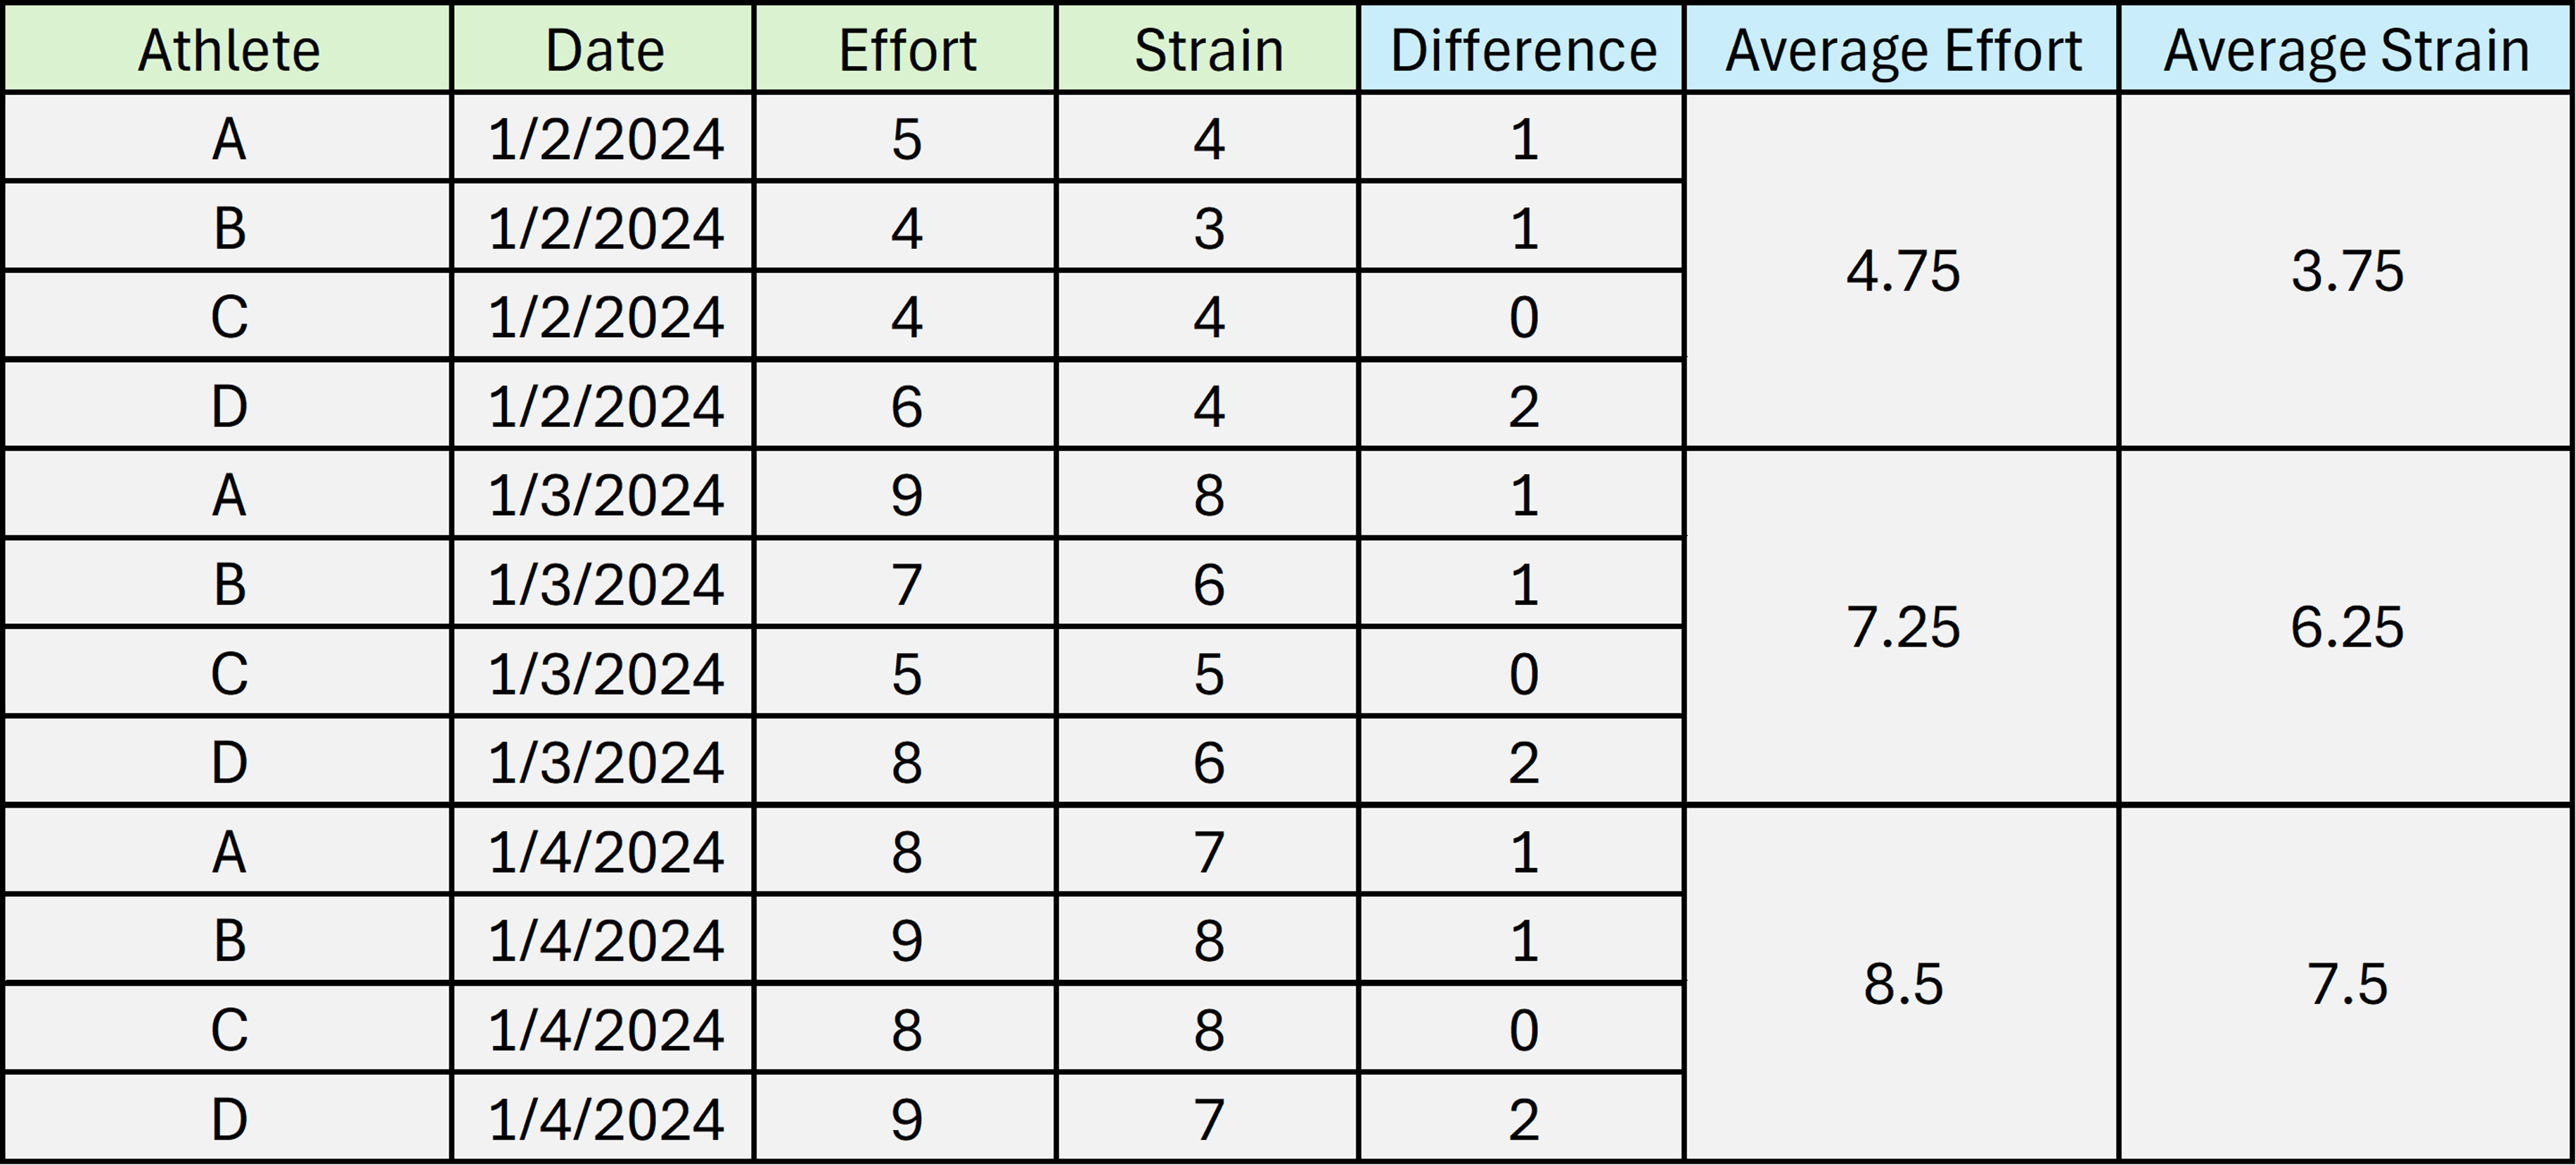 Athlete Date Effort Strain Difference Average Effort Average Strain
A 1/2/2024 5 4 1
B 1/2/2024 4 3 1
4.75 3.75
C 1/2/2024 4 4 0
D 1/2/2024 6 4 2
A 1/3/2024 9 8 1
B 1/3/2024 7 6 1
7.25 6.25
C 1/3/2024 5 5 0
D 1/3/2024 8 6 2
A 1/4/2024 8 7 1
B 1/4/2024 9 8 1
8.5 7.5
C 1/4/2024 8 8 0
D 1/4/2024 9 7 2